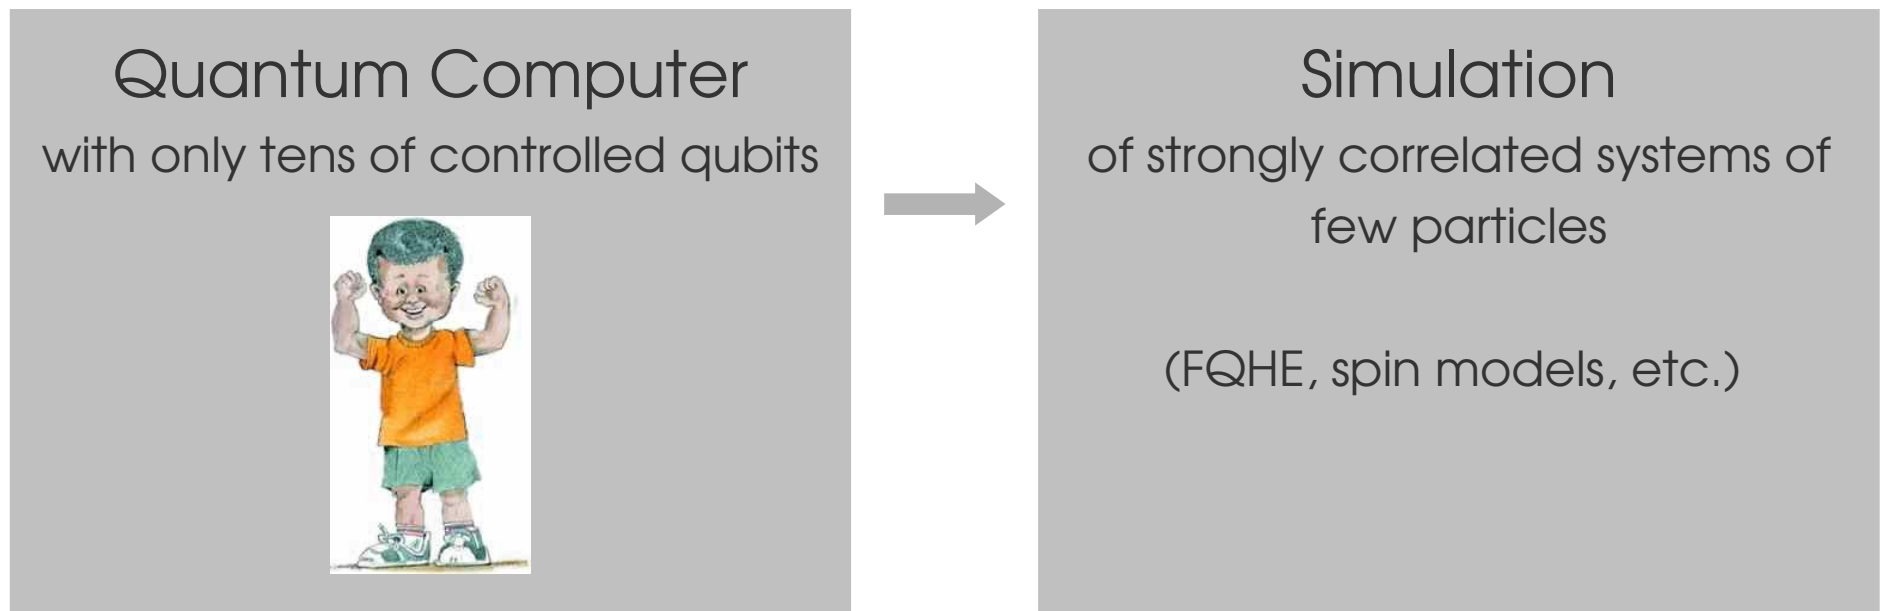 Quantum Computer
with only tens of controlled qubits
Simulation
of strongly correlated systems of
few particles
(FQHE, spin models, etc.)